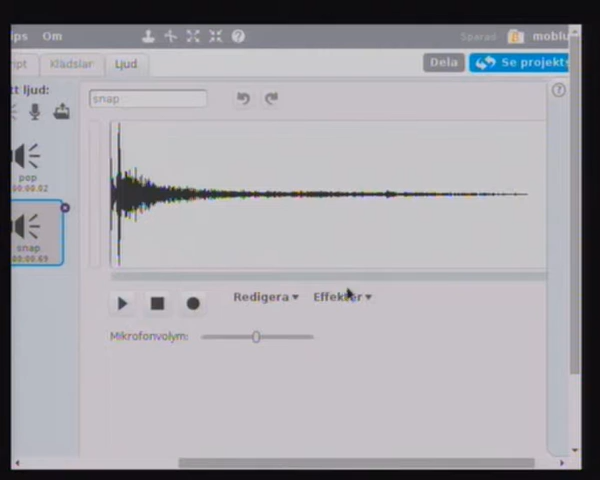 ips Om Sparad moblu
ipt Klädslar Ljud Dela Se projekts
tt ljud:
snap
pop
00:00.02
snap
00:00.69
Redigera Effekter
Mikrofonvolym: